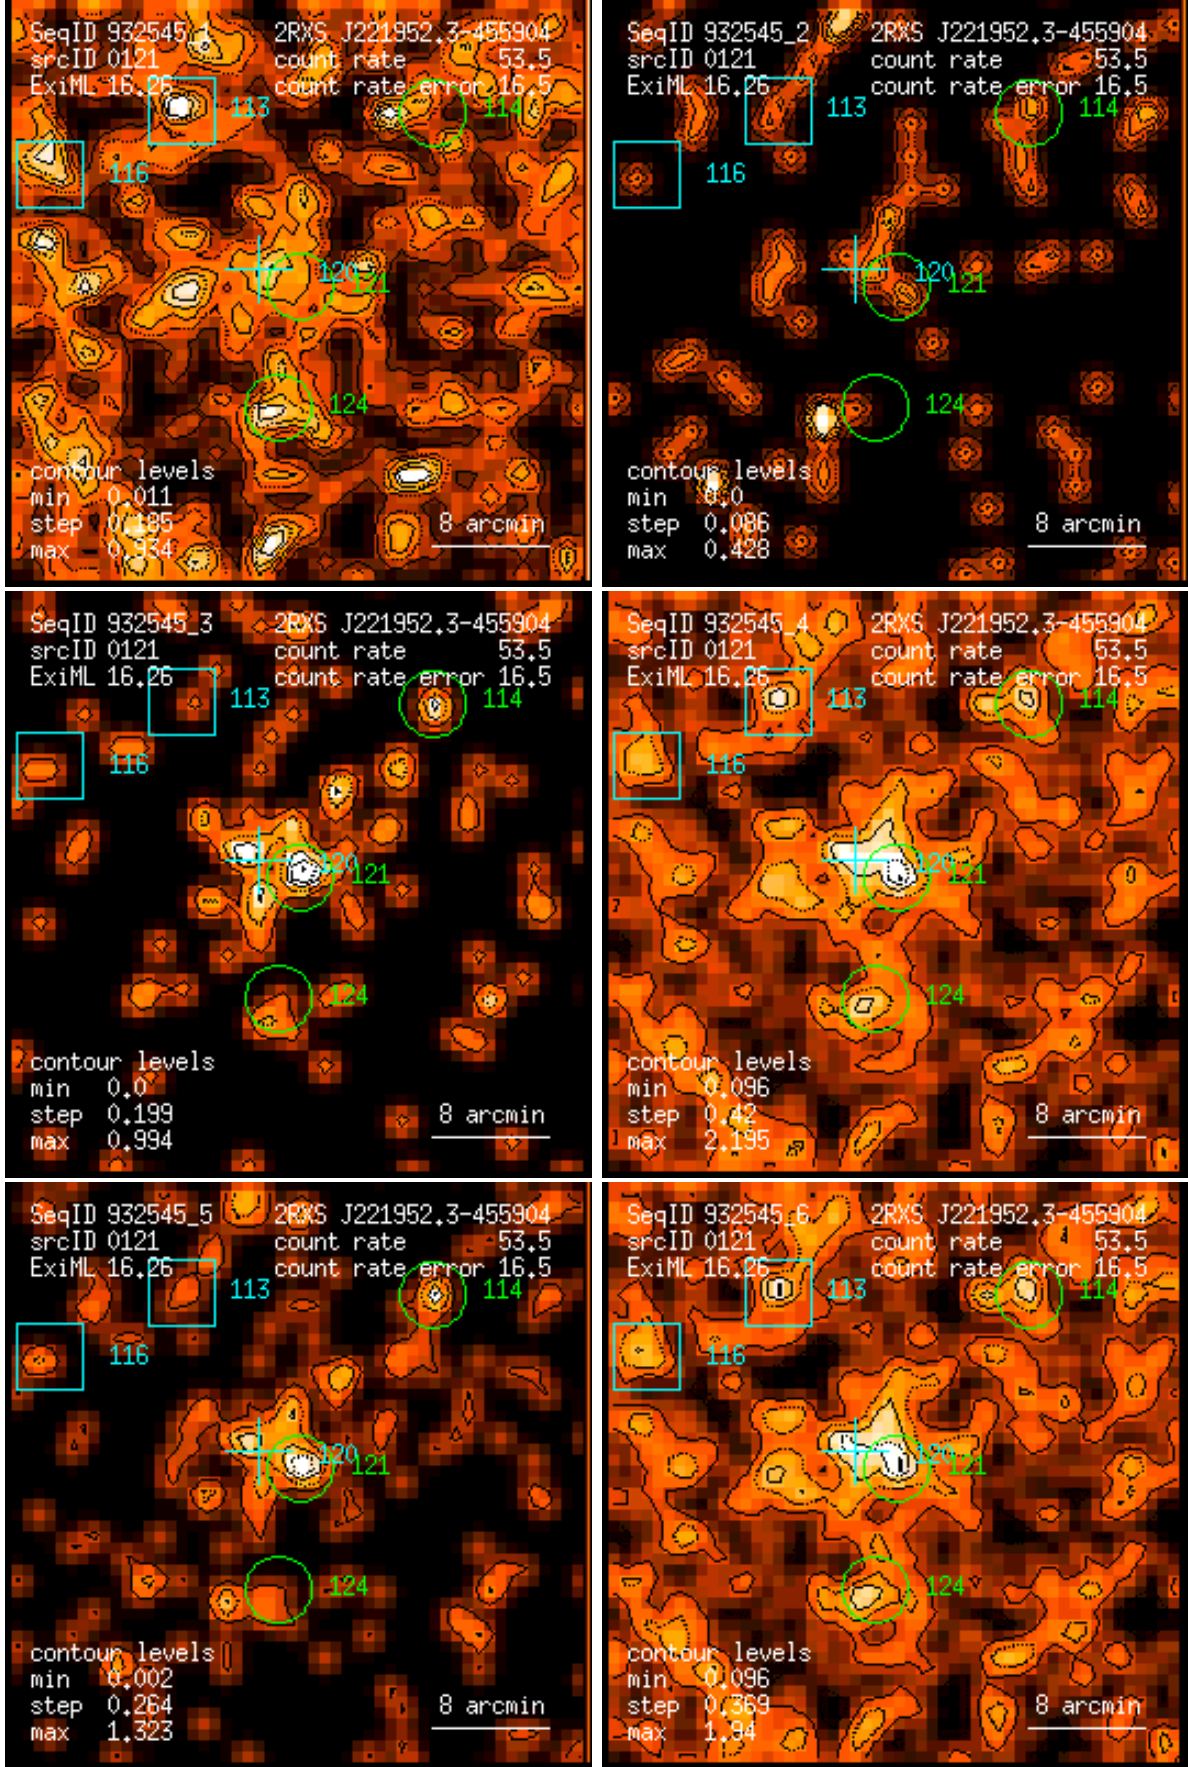 SeqID 932545_1 2RXS J221952.3-455904
srcID 0121 count rate 53.5
ExiML 16.26 count rate error 16.5
113 114
116
120
121
124
contour levels
min 0.011
step 0.185 8 arcmin
max 0.934
SeqID 932545_2 2RXS J221952.3-455904
srcID 0121 count rate 53.5
ExiML 16.26 count rate error 16.5
113 114
116
120
121
124
contour levels
min 0.0
step 0.086 8 arcmin
max 0.428
SeqID 932545_3 2RXS J221952.3-455904
srcID 0121 count rate 53.5
ExiML 16.26 count rate error 16.5
113 114
116
120
121
124
contour levels
min 0.0
step 0.199 8 arcmin
max 0.994
SeqID 932545_4 2RXS J221952.3-455904
srcID 0121 count rate 53.5
ExiML 16.26 count rate error 16.5
113 114
116
120
121
124
contour levels
min 0.096
step 0.42 8 arcmin
max 2.195
SeqID 932545_5 2RXS J221952.3-455904
srcID 0121 count rate 53.5
ExiML 16.26 count rate error 16.5
113 114
116
120
121
124
contour levels
min 0.002
step 0.264 8 arcmin
max 1.323
SeqID 932545_6 2RXS J221952.3-455904
srcID 0121 count rate 53.5
ExiML 16.26 count rate error 16.5
113 114
116
120
121
124
contour levels
min 0.096
step 0.369 8 arcmin
max 1.94